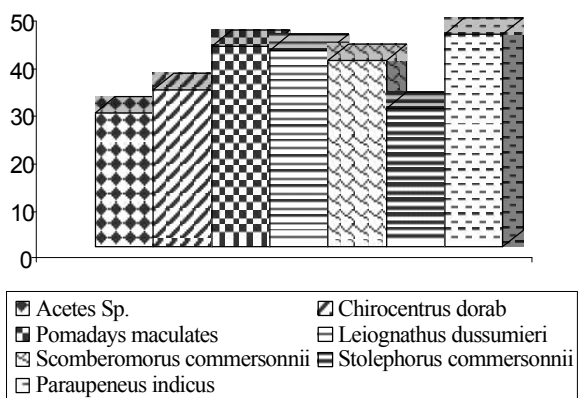 50
40
30
20
10
0
Acetes Sp. Chirocentrus dorab
Pomadays maculates Leiognathus dussumieri
Scomberomorus commersonnii Stolephorus commersonnii
Paraupeneus indicus